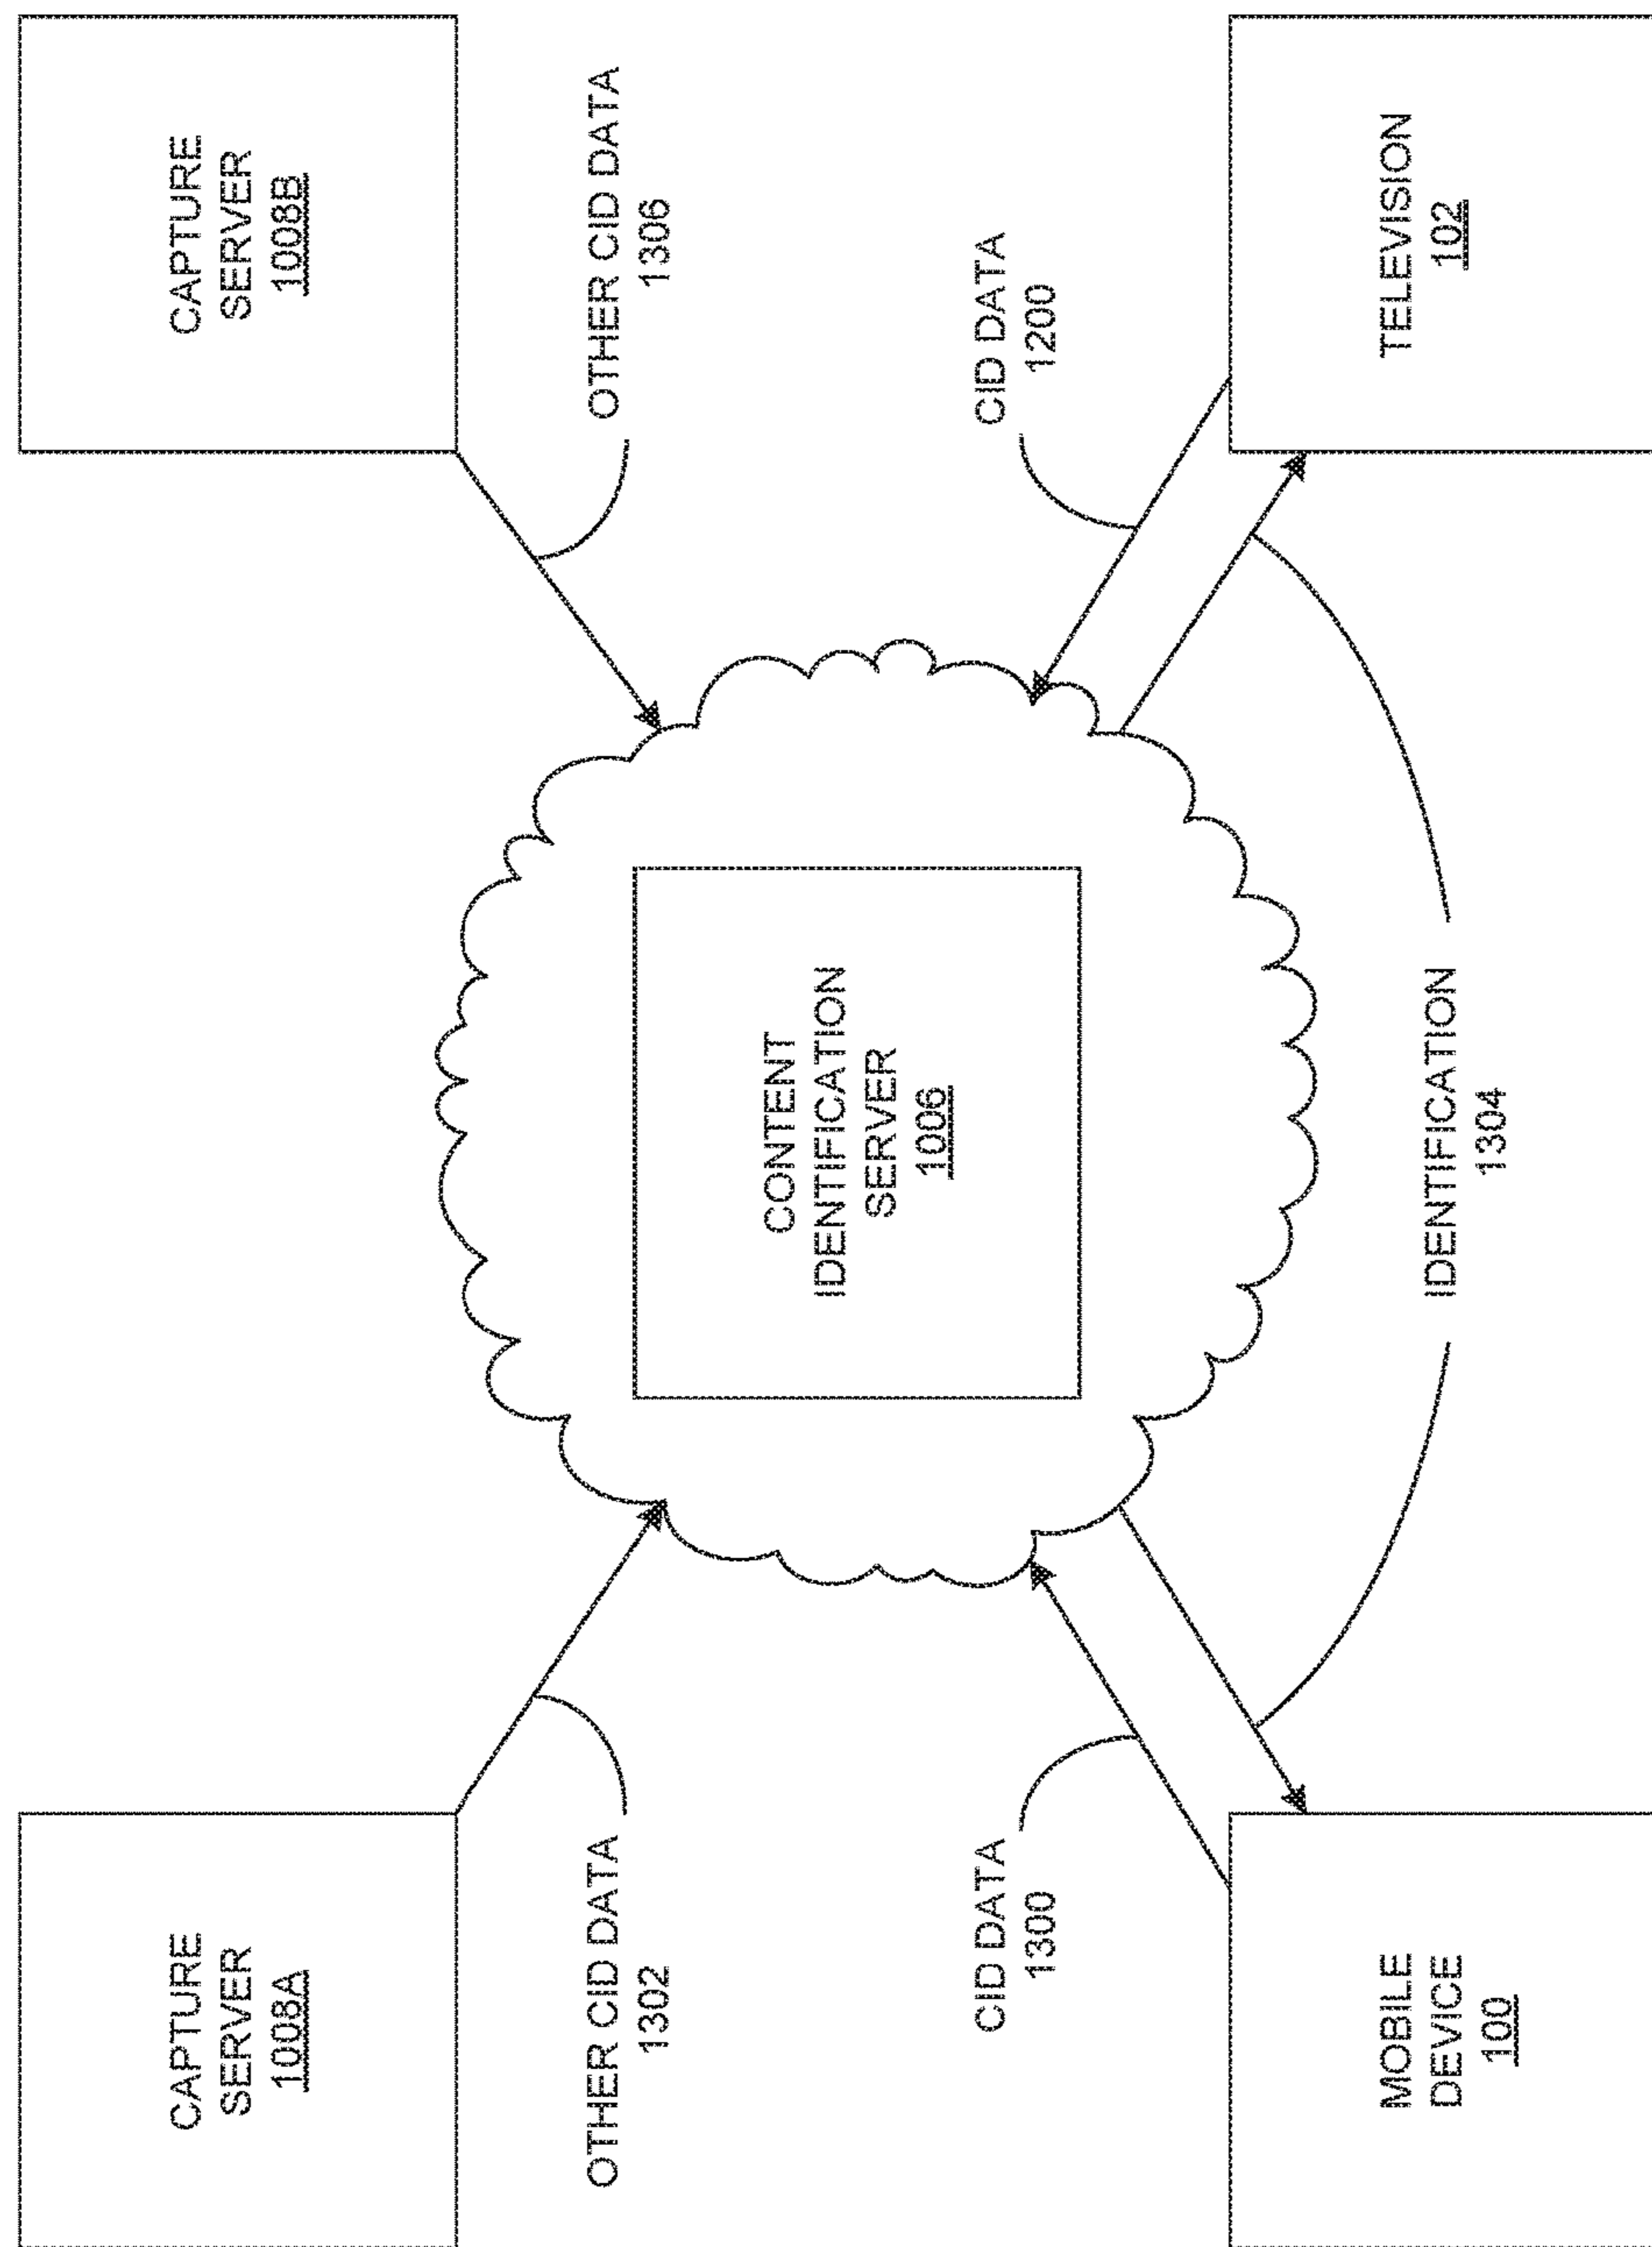 CAPTURE
SERVER
1008A
CAPTURE
SERVER
1008B
OTHER CID DATA
1302
OTHER CID DATA
1306
CONTENT
IDENTIFICATION
SERVER
1006
CID DATA
1300
CID DATA
1200
MOBILE
DEVICE
100
IDENTIFICATION
1304
TELEVISION
102